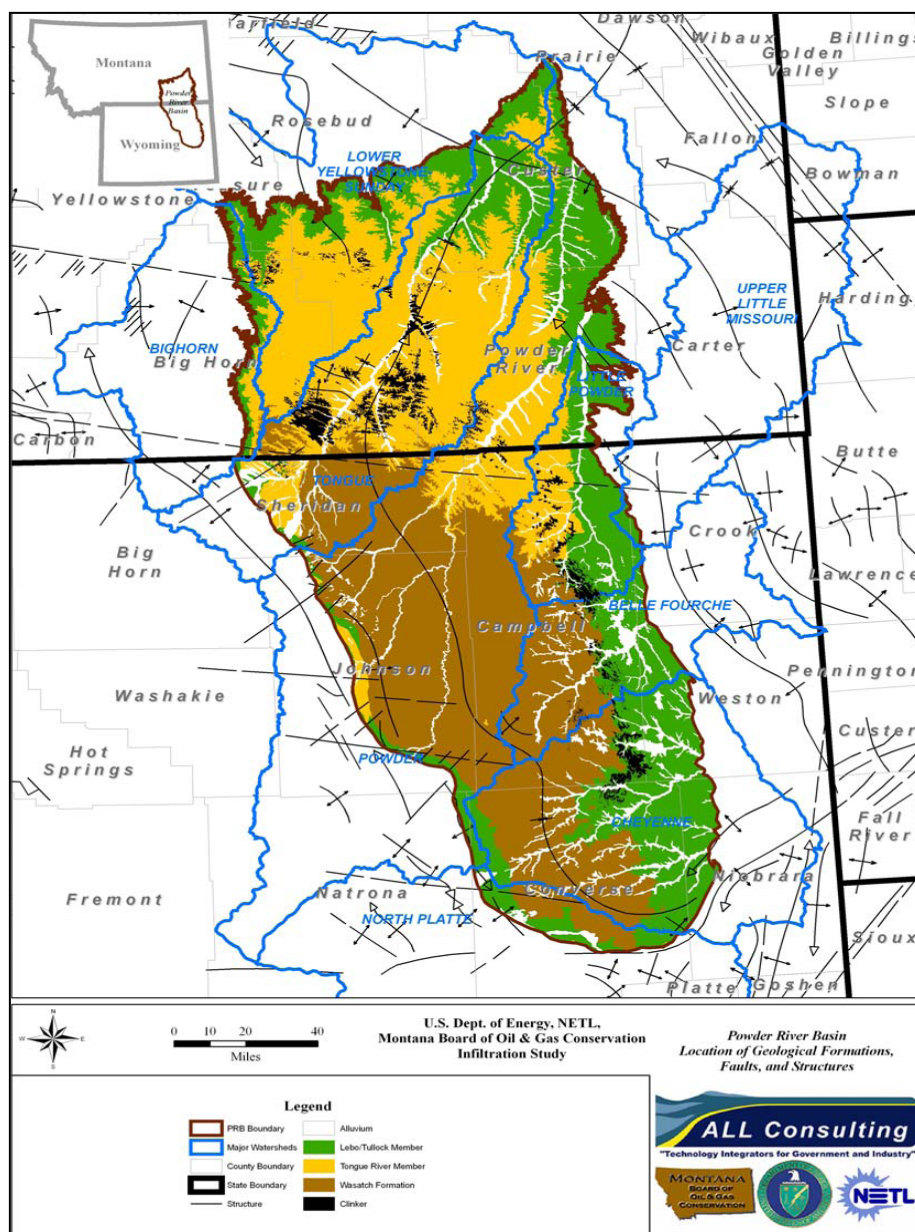 Montana
Powder
River
Basin
Wyoming
Dawson
Prairie
Wibaux
Golden
Valley
Billings
Slope
Rosebud
Fallon
Bowman
LOWER
YELLOWSTONE-
SUNDAY
Custer
Yellowstone
UPPER
LITTLE
MISSOURI
Harding
BIGHORN
Big Horn
Powder
River
Carter
LITTLE
POWDER
Carbon
Butte
TONGUE
Sheridan
Crook
Big
Horn
Lawrence
BELLE FOURCHE
Campbell
Johnson
Washakie
Weston
Pennington
Custer
Hot
Springs
POWDER
CHEYENNE
Fall
River
Niobrara
Fremont
Natrona
Converse
NORTH PLATTE
Sioux
Platte
Goshen
N
W
E
S
0 10 20 40
Miles
U.S. Dept. of Energy, NETL,
Montana Board of Oil & Gas Conservation
Infiltration Study
Powder River Basin
Location of Geological Formations,
Faults, and Structures
Legend
PRB Boundary
Major Watersheds
County Boundary
State Boundary
Structure
Alluvium
Lebo/Tullock Member
Tongue River Member
Wasatch Formation
Clinker
ALL Consulting
"Technology Integrators for Government and Industry"
MONTANA
BOARD OF
OIL & GAS
CONSERVATION
NETL